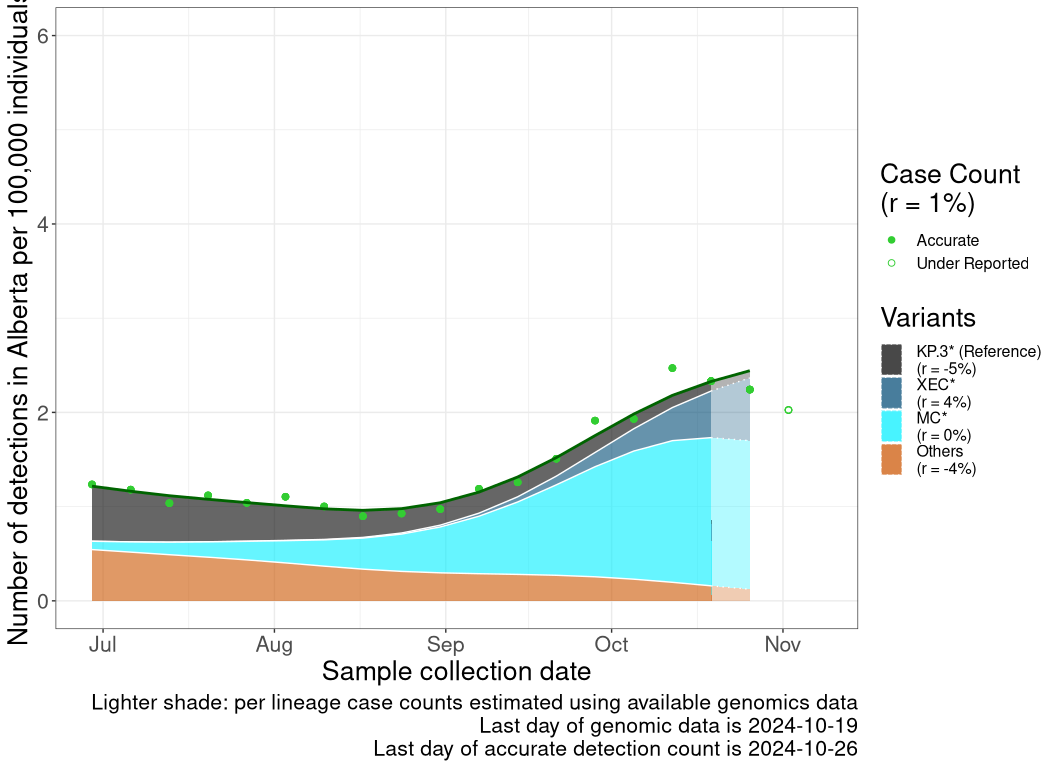 Number of detections in Alberta per 100,000 individuals
6
4
2
0
Jul Aug Sep Oct Nov
Sample collection date
Lighter shade: per lineage case counts estimated using available genomics data
Last day of genomic data is 2024-10-19
Last day of accurate detection count is 2024-10-26
Case Count
(r = 1%)
Accurate
Under Reported
Variants
KP.3* (Reference)
(r = -5%)
XEC*
(r = 4%)
MC*
(r = 0%)
Others
(r = -4%)